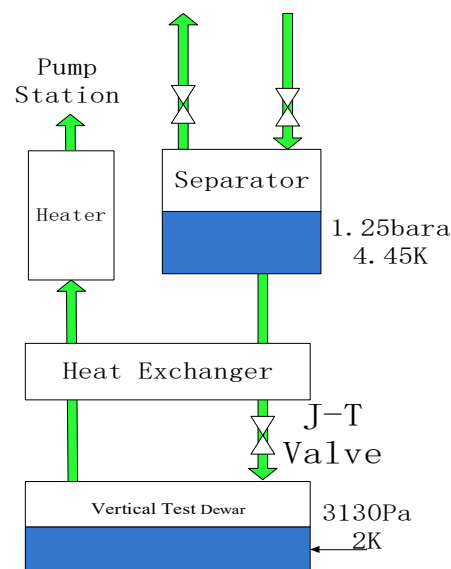 Pump
Station
Separator
Heater
1.25bara
4.45K
Heat Exchanger
J-T
Valve
Vertical Test Dewar
3130Pa
2K